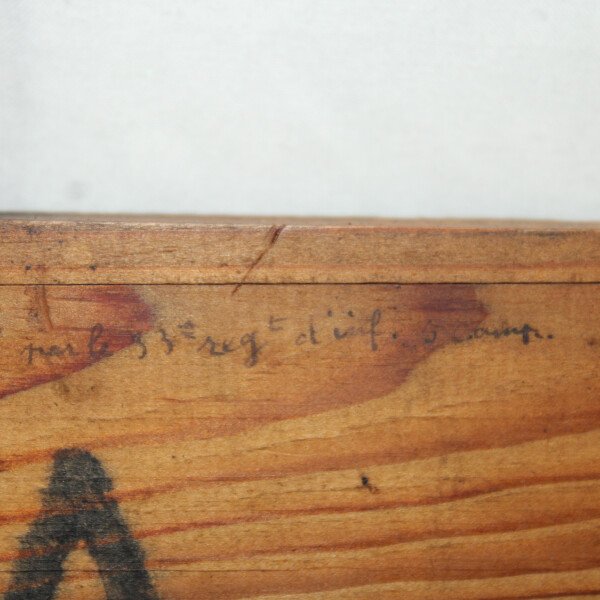 par le 33e regt d'inf. 5 Comp.
A